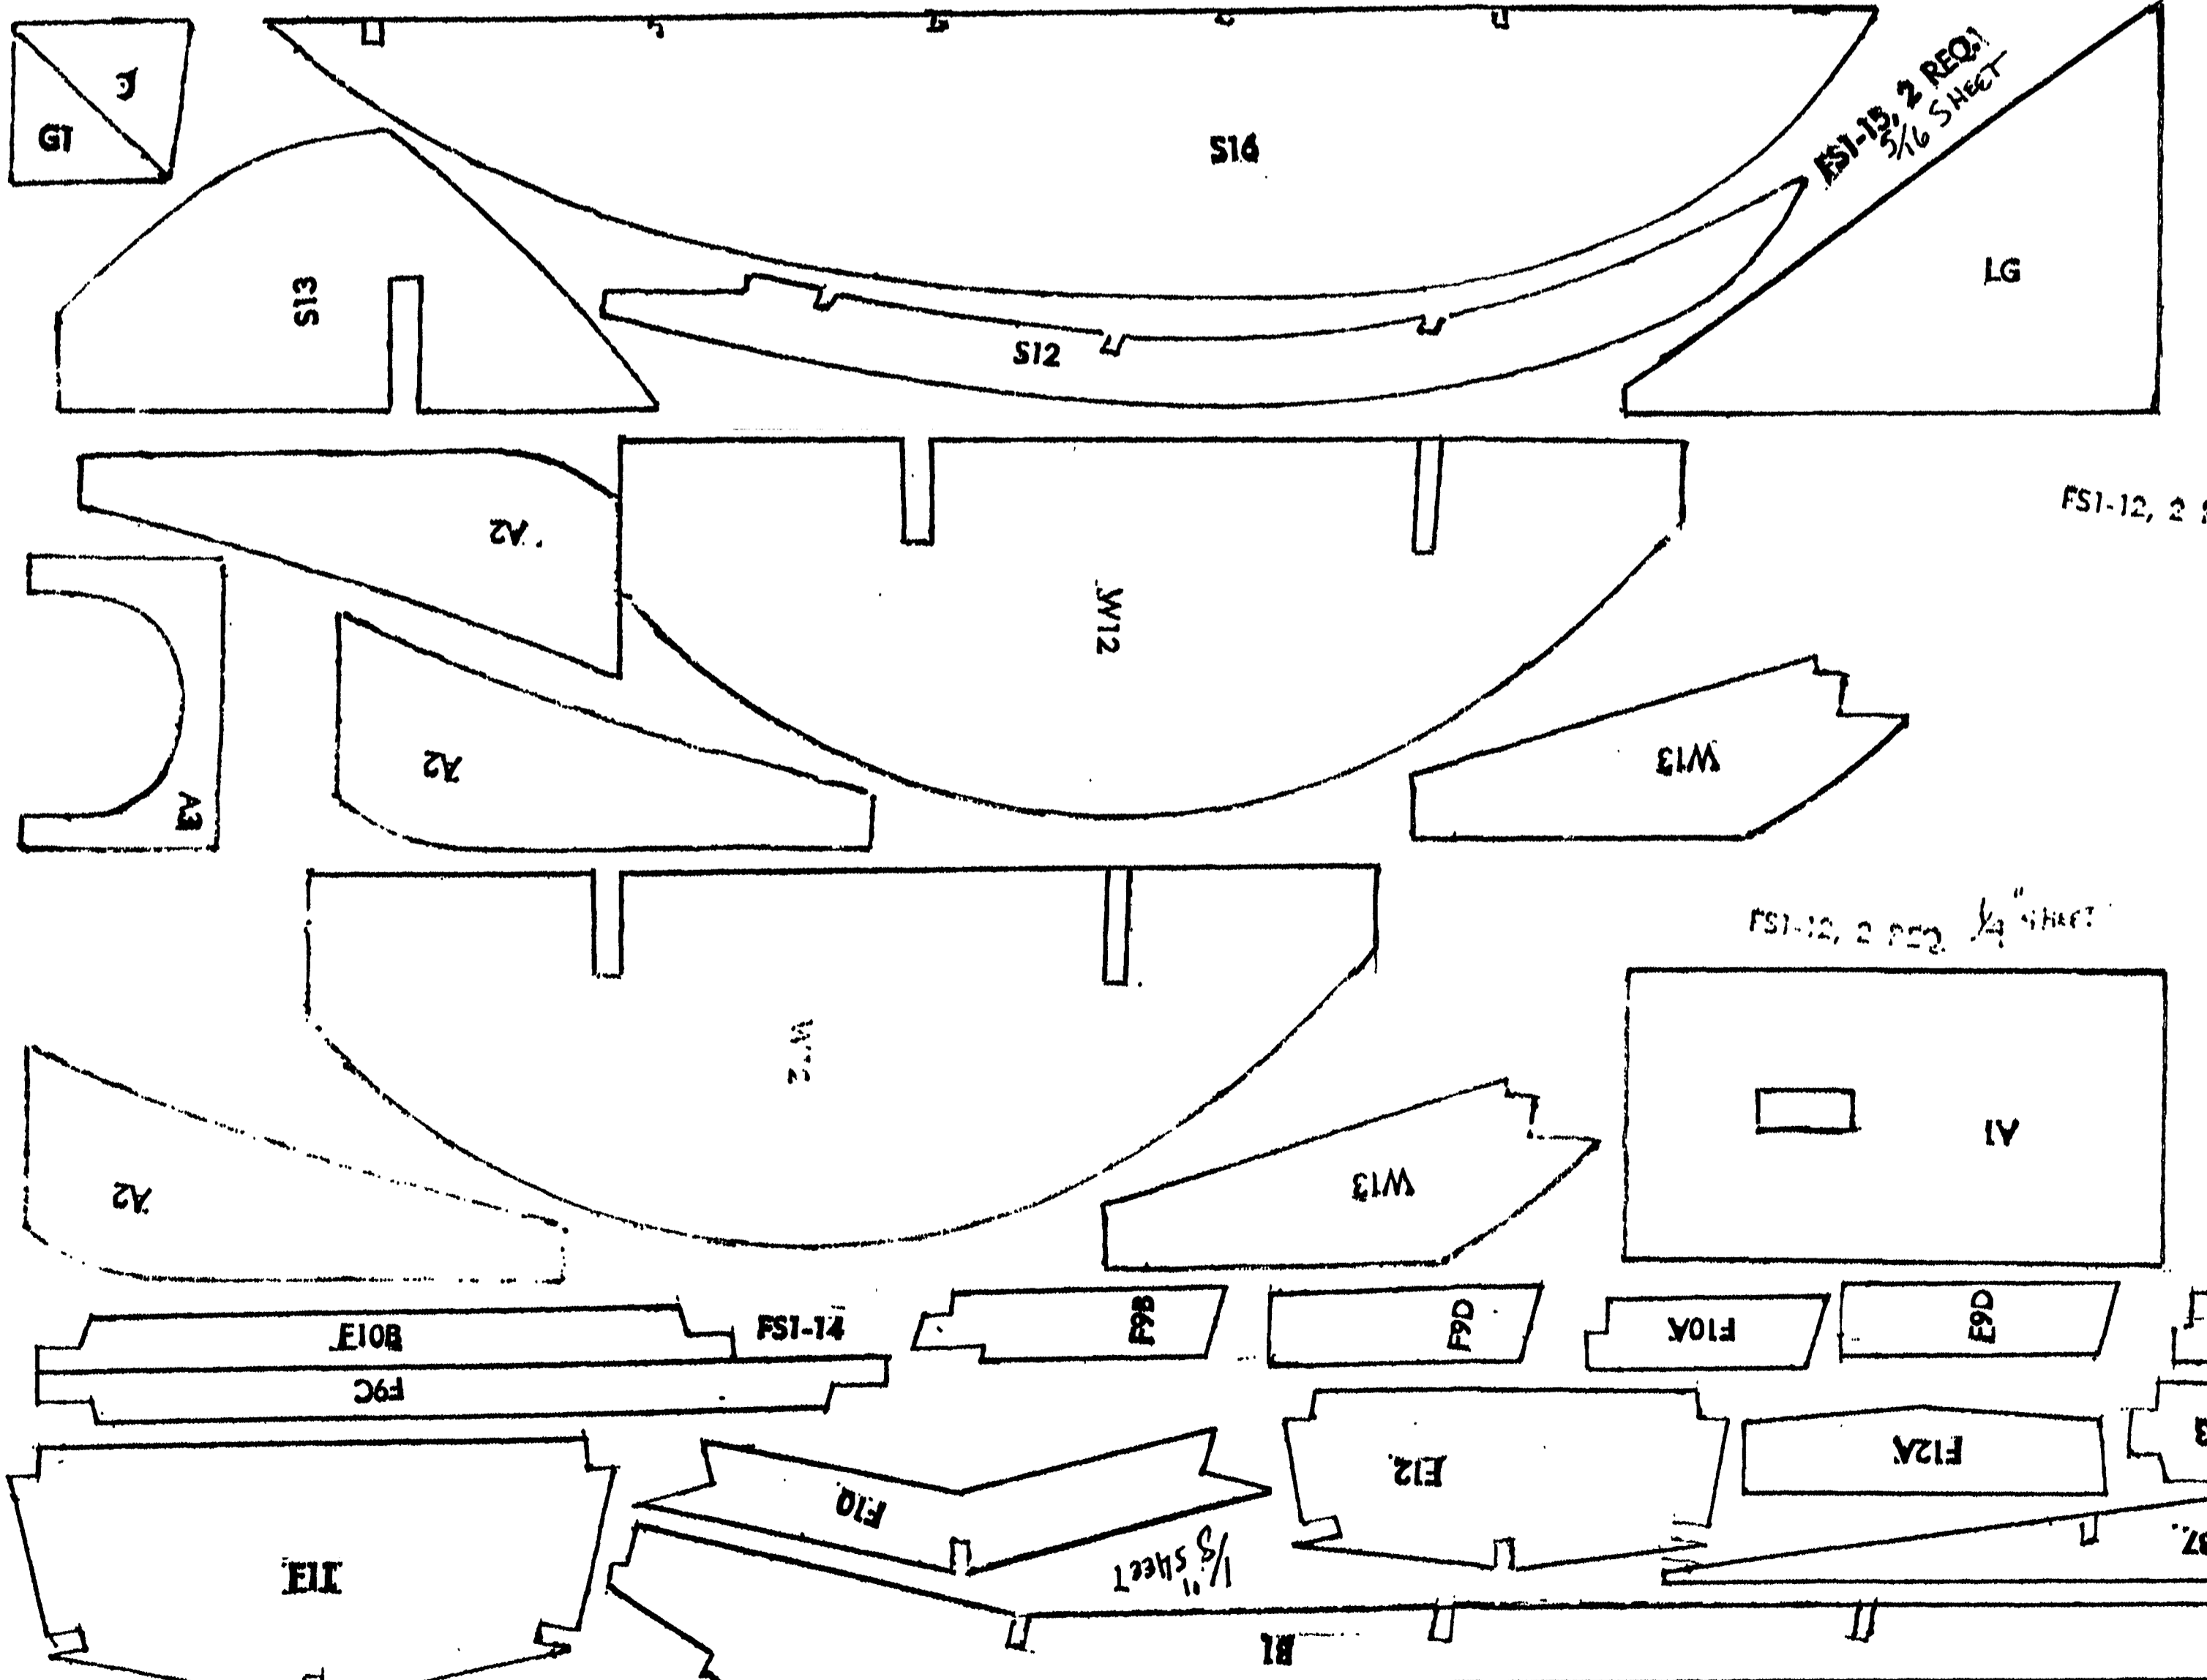 G1
S16
FS1-15, 2 REQ.
5/16 SHEET
S13
S12
LG
A2
FS1-12, 2
W12
A2
W13
A3
FS1-12, 2 REQ. 1/4" SHEET
W12
A1
A2
W13
F10B
FS1-14
F9B
F9D
F10A
F9D
F9C
F10
F12
F12A
F11
1/8" SHEET
B7
B1